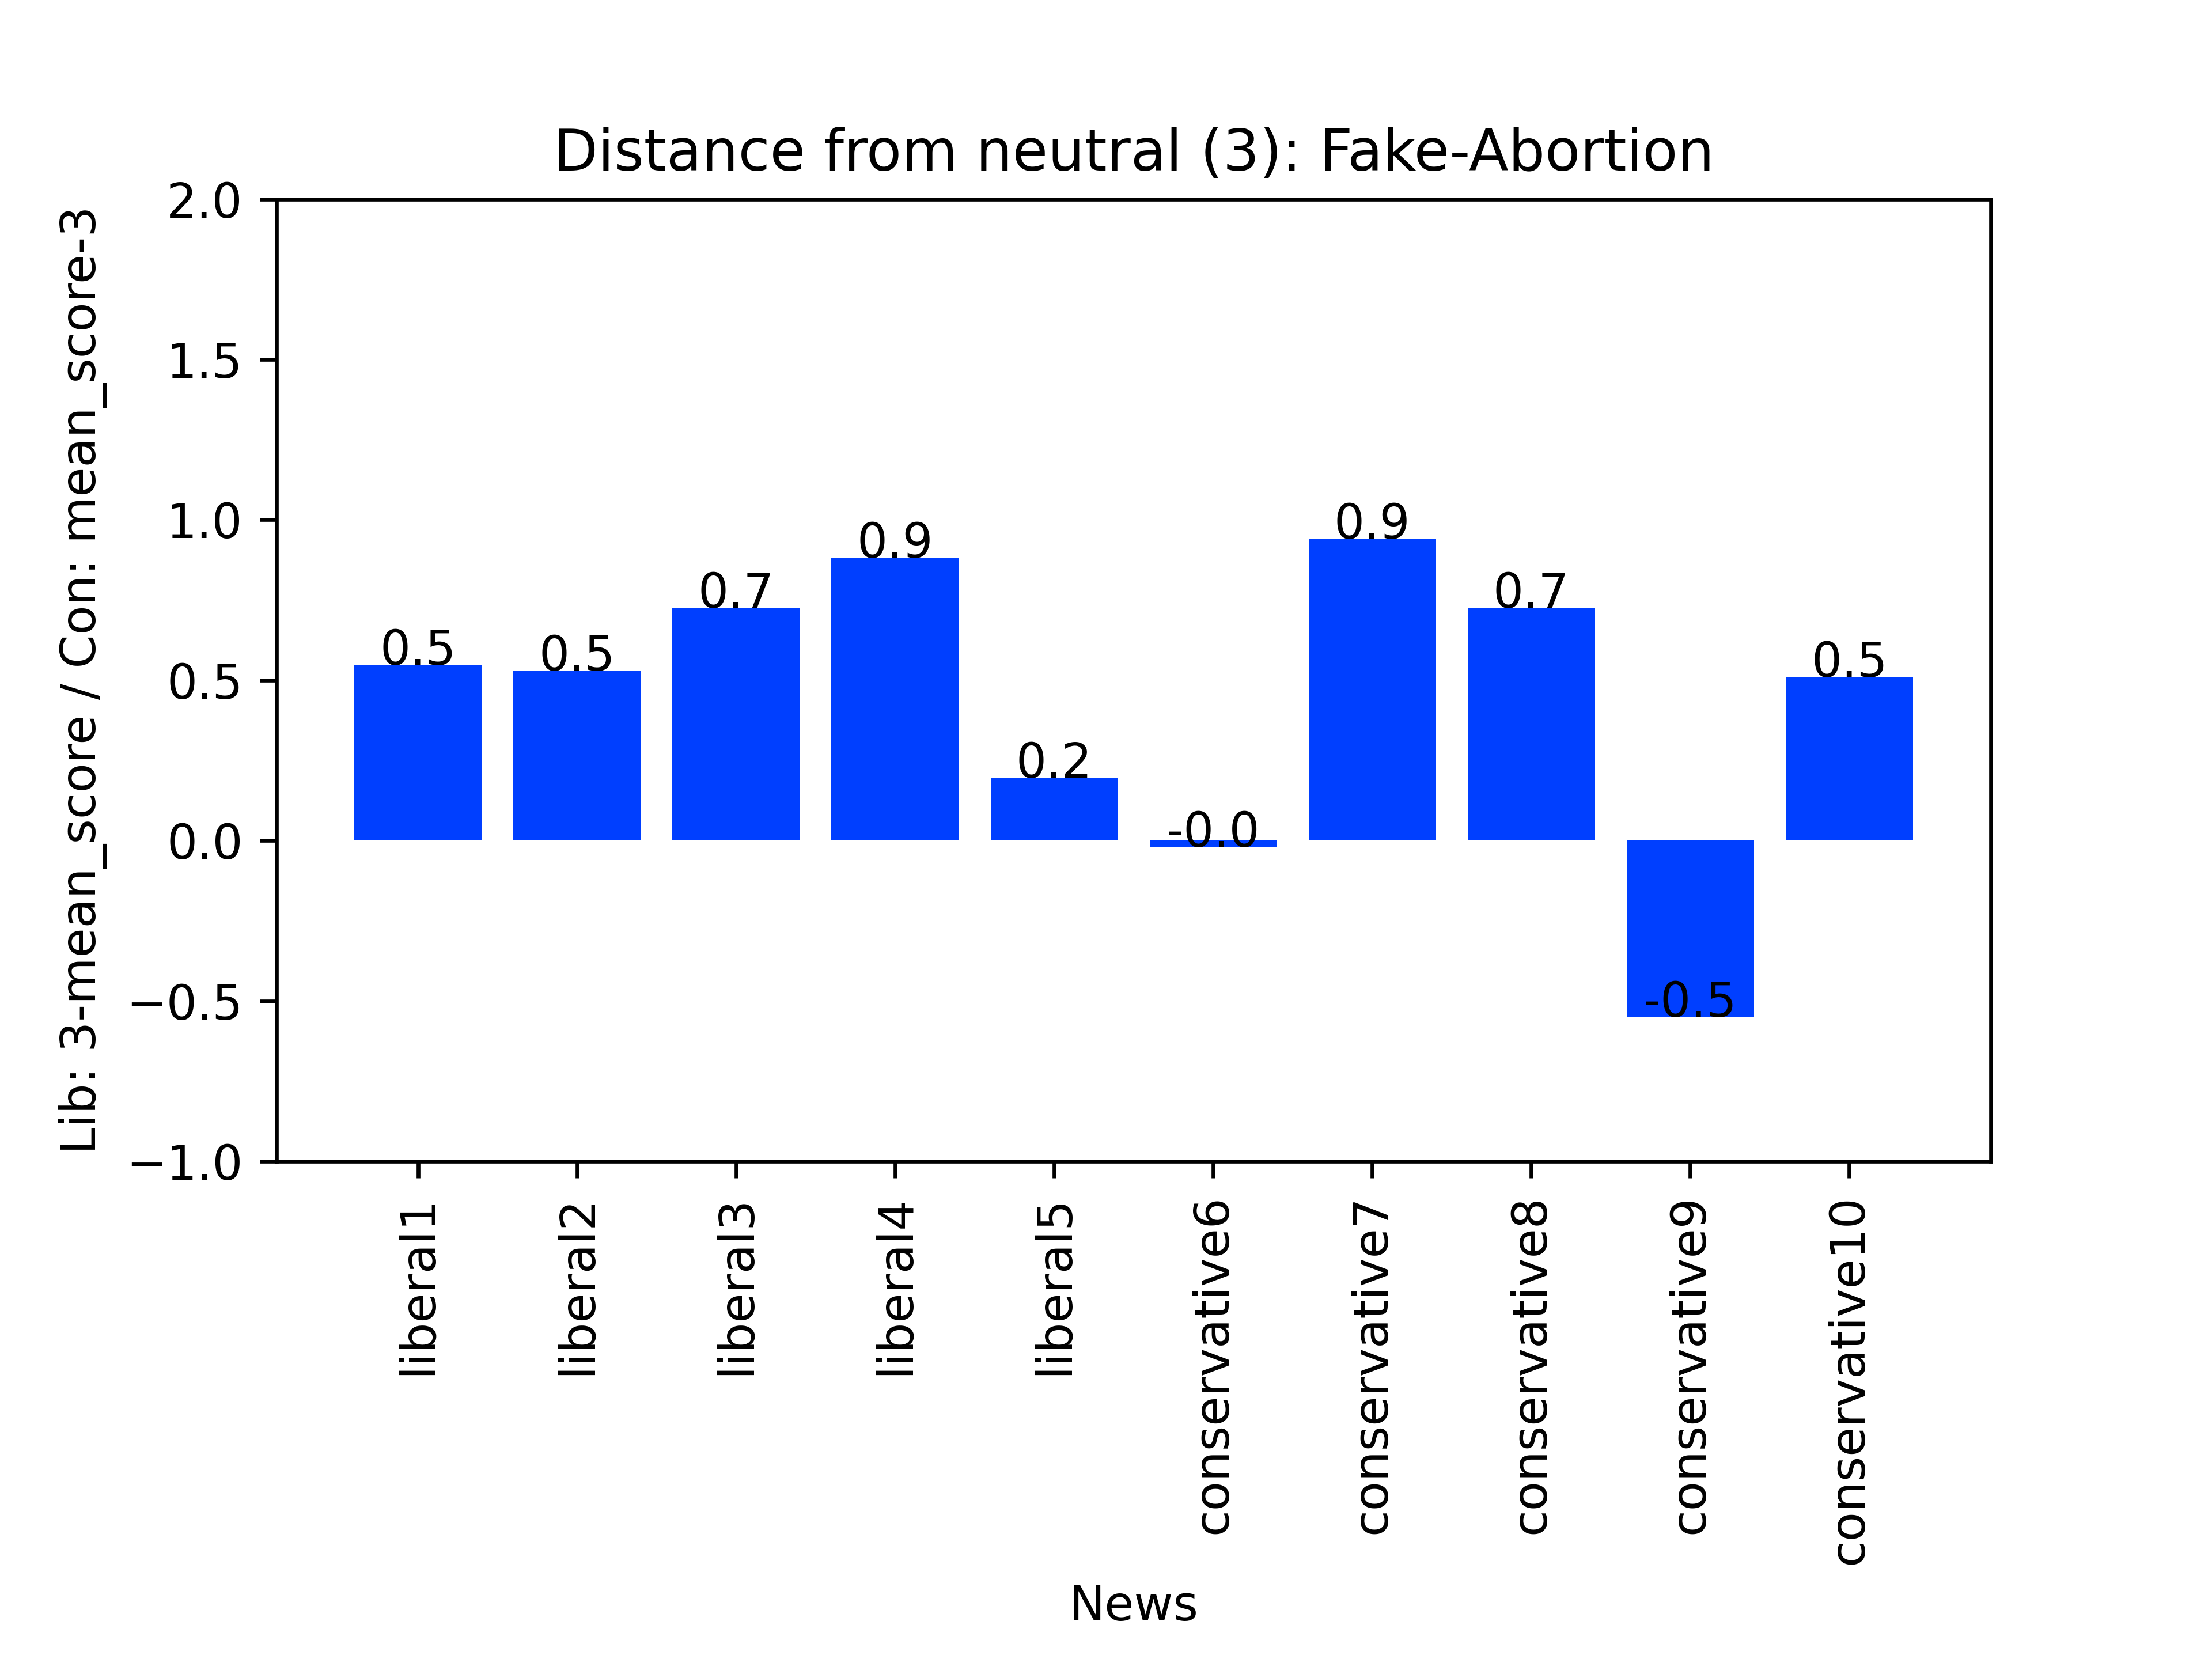 Distance from neutral (3): Fake-Abortion
Lib: 3-mean_score / Con: mean_score-3
2.0
1.5
1.0
0.5
0.0
−0.5
−1.0
0.5
0.5
0.7
0.9
0.2
-0.0
0.9
0.7
-0.5
0.5
liberal1
liberal2
liberal3
liberal4
liberal5
conservative6
conservative7
conservative8
conservative9
conservative10
News